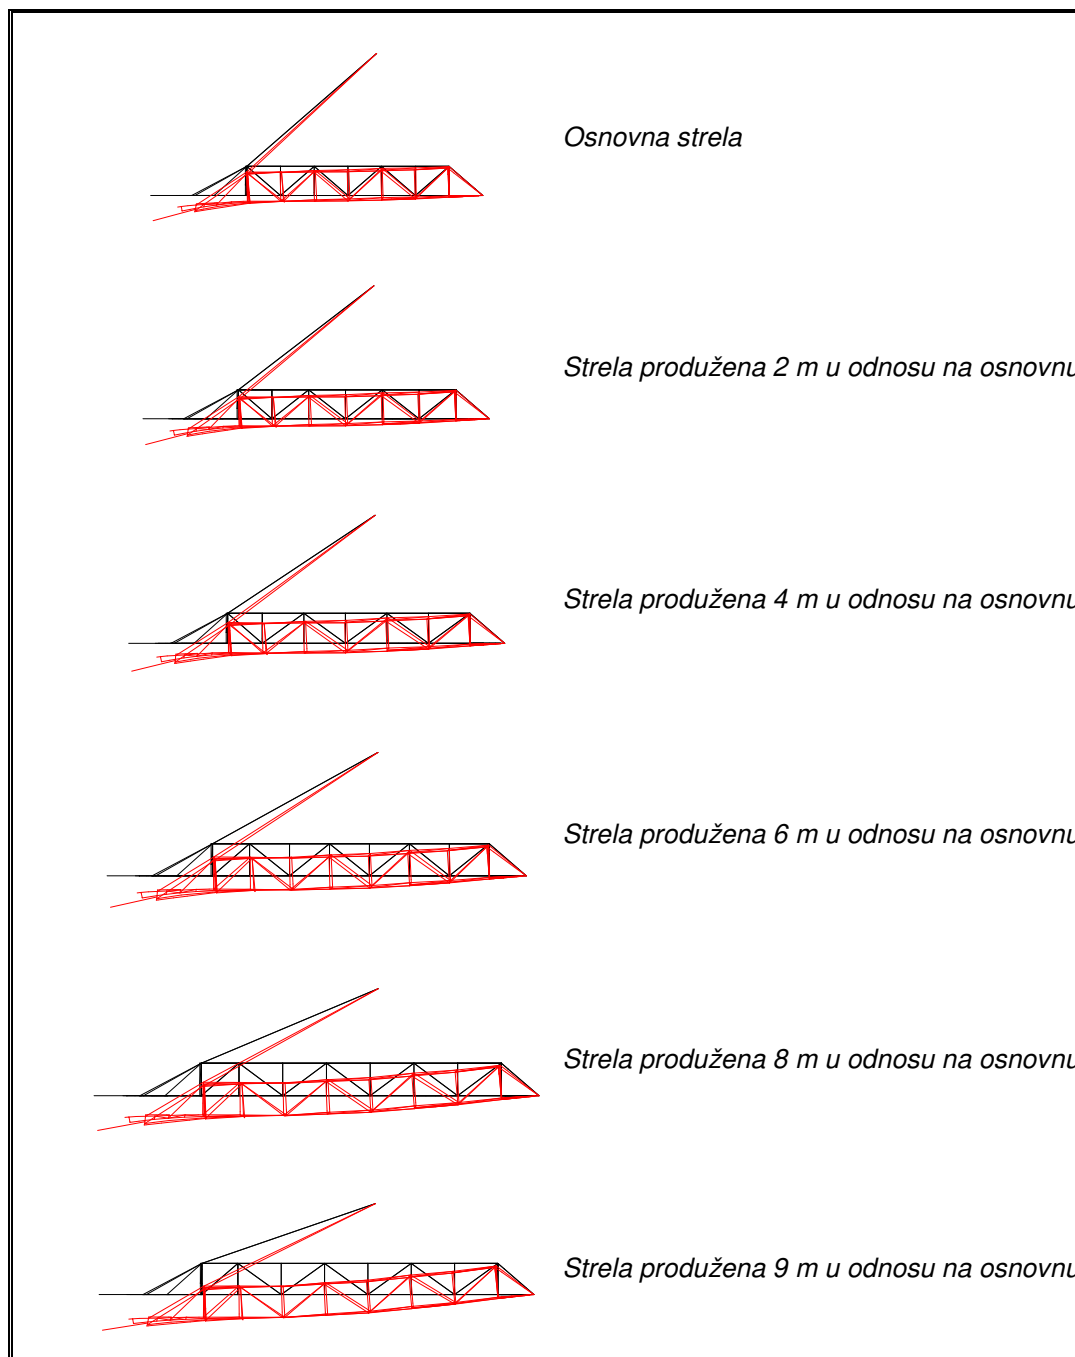 Osnovna strela
Strela produžena 2 m u odnosu na osnovnu
Strela produžena 4 m u odnosu na osnovnu
Strela produžena 6 m u odnosu na osnovnu
Strela produžena 8 m u odnosu na osnovnu
Strela produžena 9 m u odnosu na osnovnu